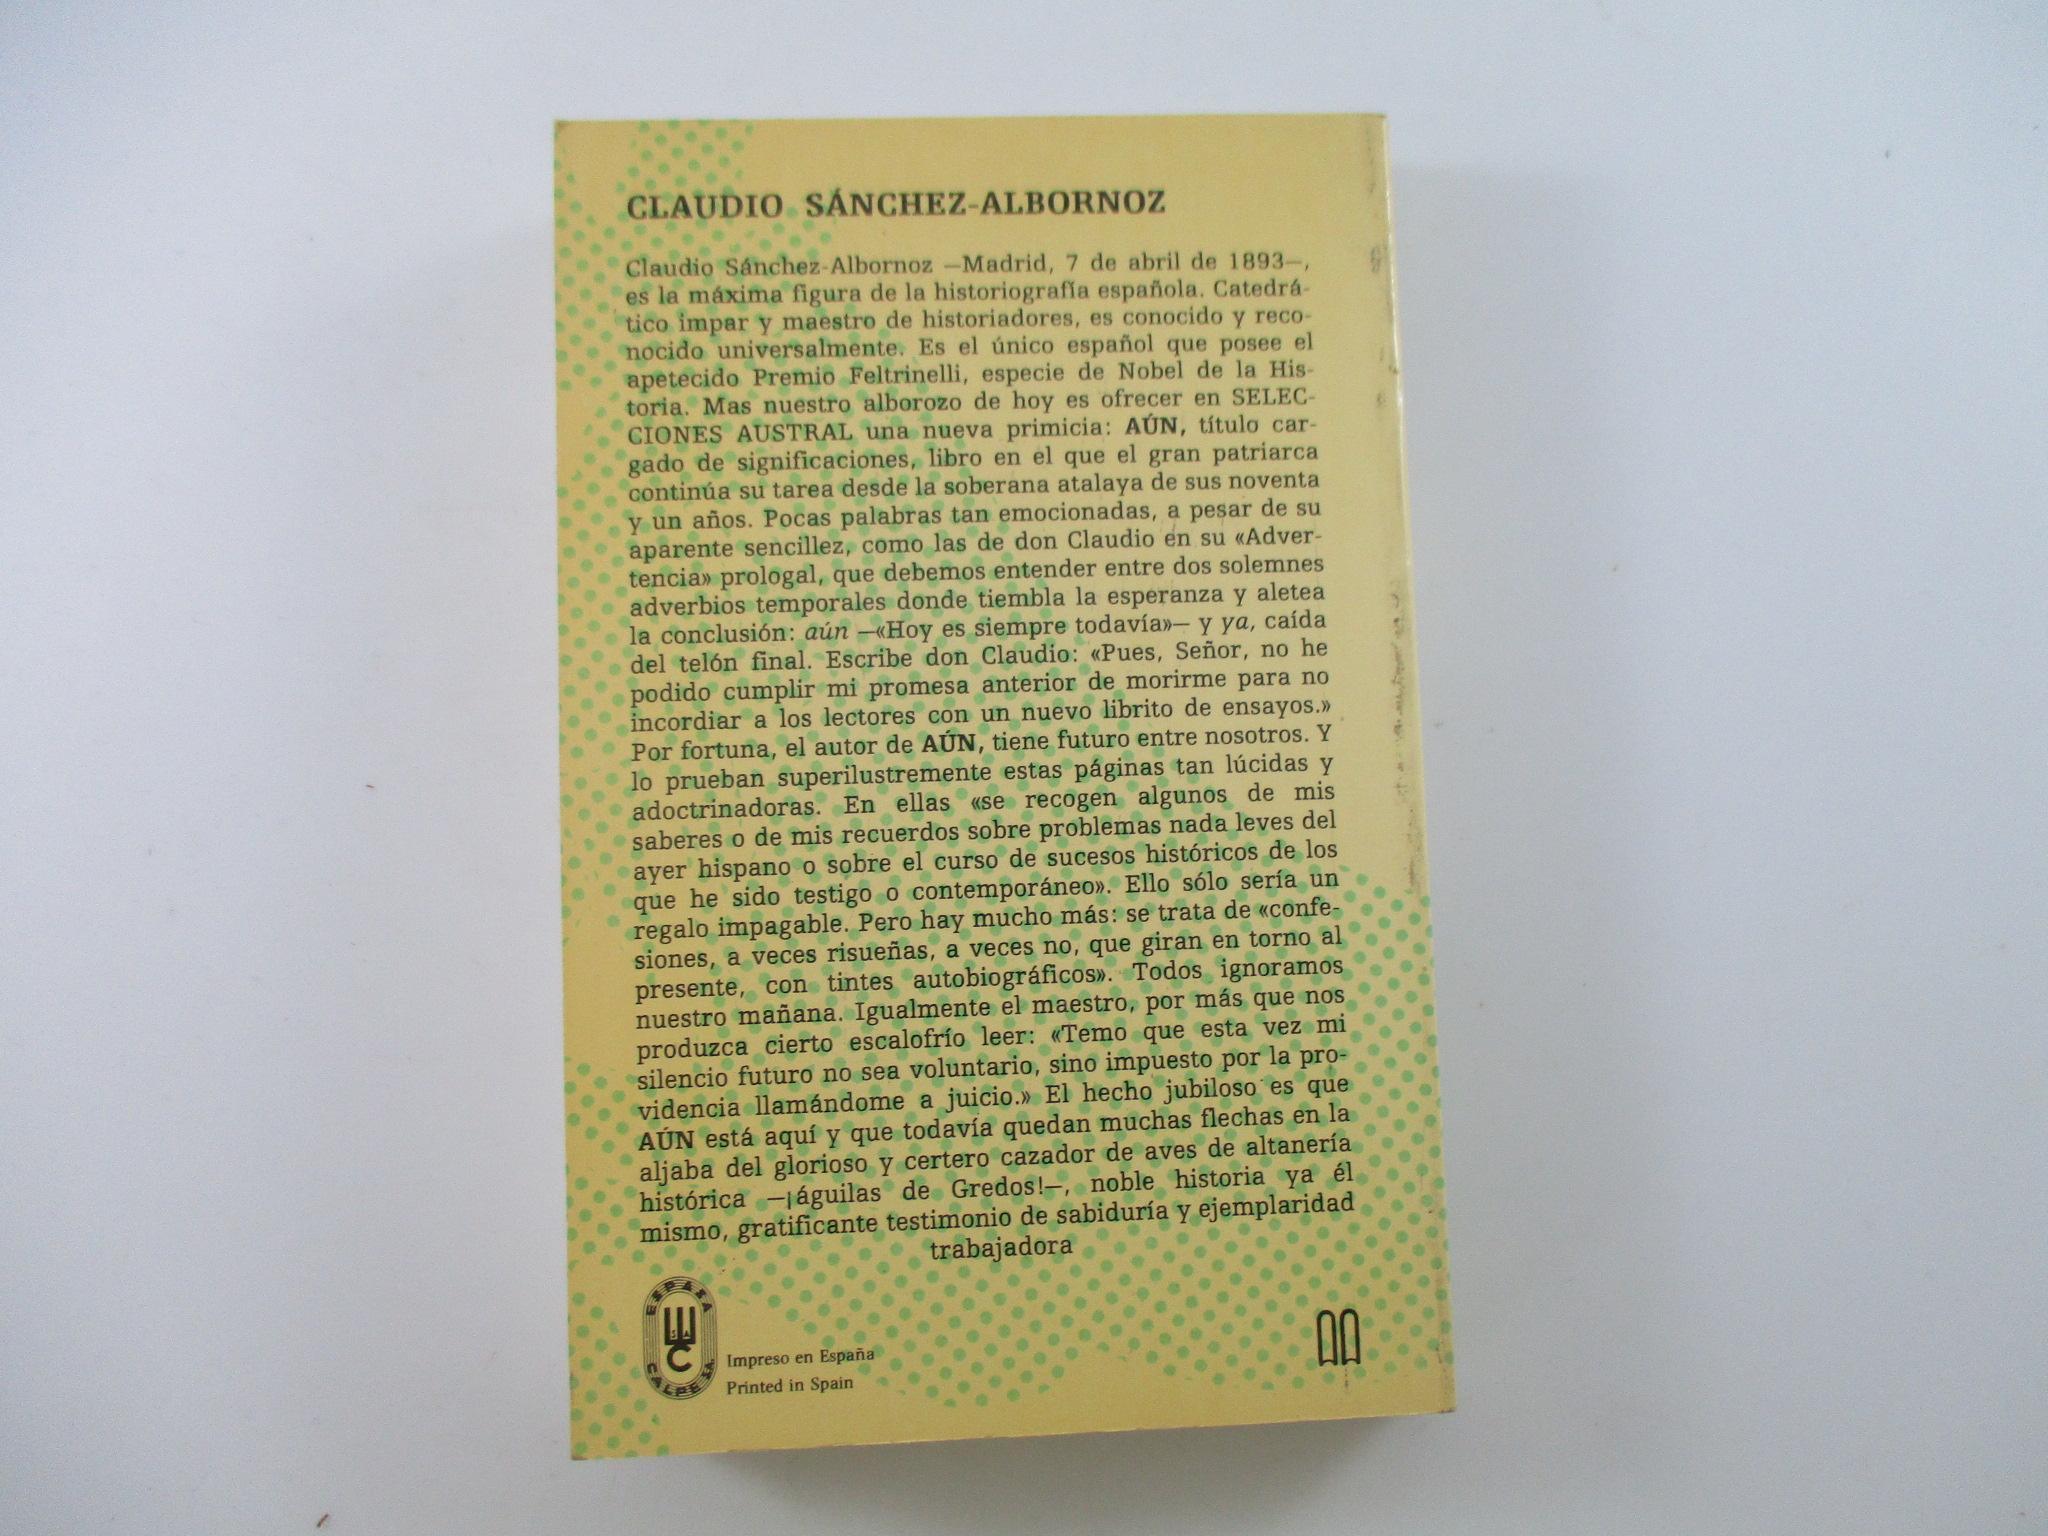 CLAUDIO SÁNCHEZ-ALBORNOZ
Claudio Sánchez-Albornoz —Madrid, 7 de abril de 1893—,
es la máxima figura de la historiografía española. Catedrá-
tico impar y maestro de historiadores, es conocido y reco-
nocido universalmente. Es el único español que posee el
apetecido Premio Feltrinelli, especie de Nobel de la His-
toria. Mas nuestro alborozo de hoy es ofrecer en SELEC-
CIONES AUSTRAL una nueva primicia: AÚN, título car-
gado de significaciones, libro en el que el gran patriarca
continúa su tarea desde la soberana atalaya de sus noventa
y un años. Pocas palabras tan emocionadas, a pesar de su
aparente sencillez, como las de don Claudio en su «Adver-
tencia» prologal, que debemos entender entre dos solemnes
adverbios temporales donde tiembla la esperanza y aletea
la conclusión: aún —«Hoy es siempre todavía»— y ya, caída
del telón final. Escribe don Claudio: «Pues, Señor, no he
podido cumplir mi promesa anterior de morirme para no
incordiar a los lectores con un nuevo librito de ensayos.»
Por fortuna, el autor de AÚN, tiene futuro entre nosotros. Y
lo prueban superilustremente estas páginas tan lúcidas y
adoctrinadoras. En ellas «se recogen algunos de mis
saberes o de mis recuerdos sobre problemas nada leves del
ayer hispano o sobre el curso de sucesos históricos de los
que he sido testigo o contemporáneo». Ello sólo sería un
regalo impagable. Pero hay mucho más: se trata de «confe-
siones, a veces risueñas, a veces no, que giran en torno al
presente, con tintes autobiográficos». Todos ignoramos
nuestro mañana. Igualmente el maestro, por más que nos
produzca cierto escalofrío leer: «Temo que esta vez mi
silencio futuro no sea voluntario, sino impuesto por la pro-
videncia llamándome a juicio.» El hecho jubiloso es que
AÚN está aquí y que todavía quedan muchas flechas en la
aljaba del glorioso y certero cazador de aves de altanería
histórica —¡águilas de Gredos!—, noble historia ya él
mismo, gratificante testimonio de sabiduría y ejemplaridad
trabajadora
ESPASA
CALPE S.A.
Impreso en España
Printed in Spain